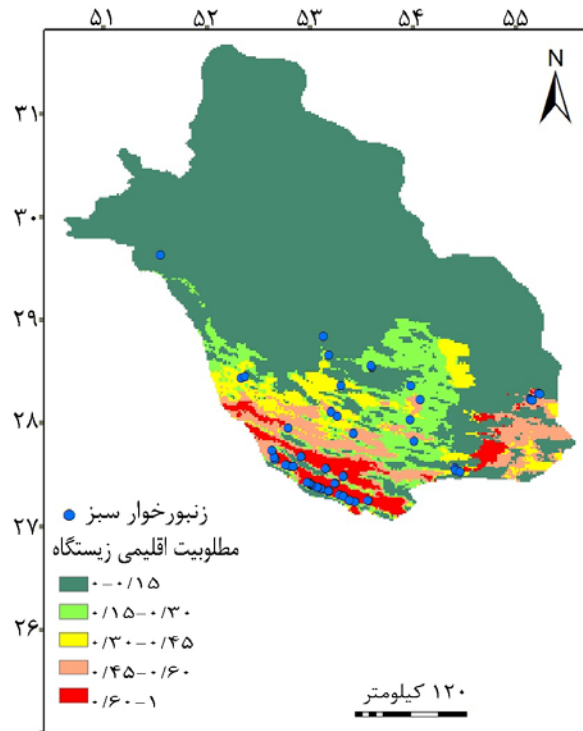 ۵۱ ۵۲ ۵۳ ۵۴ ۵۵
N
۳۱
۳۰
۲۹
۲۸
۲۷
۲۶
زنبورخوار سبز
مطلوبیت اقلیمی زیستگاه
۰-۰/۱۵
۰/۱۵-۰/۳۰
۰/۳۰-۰/۴۵
۰/۴۵-۰/۶۰
۰/۶۰-۱
۱۲۰ کیلومتر